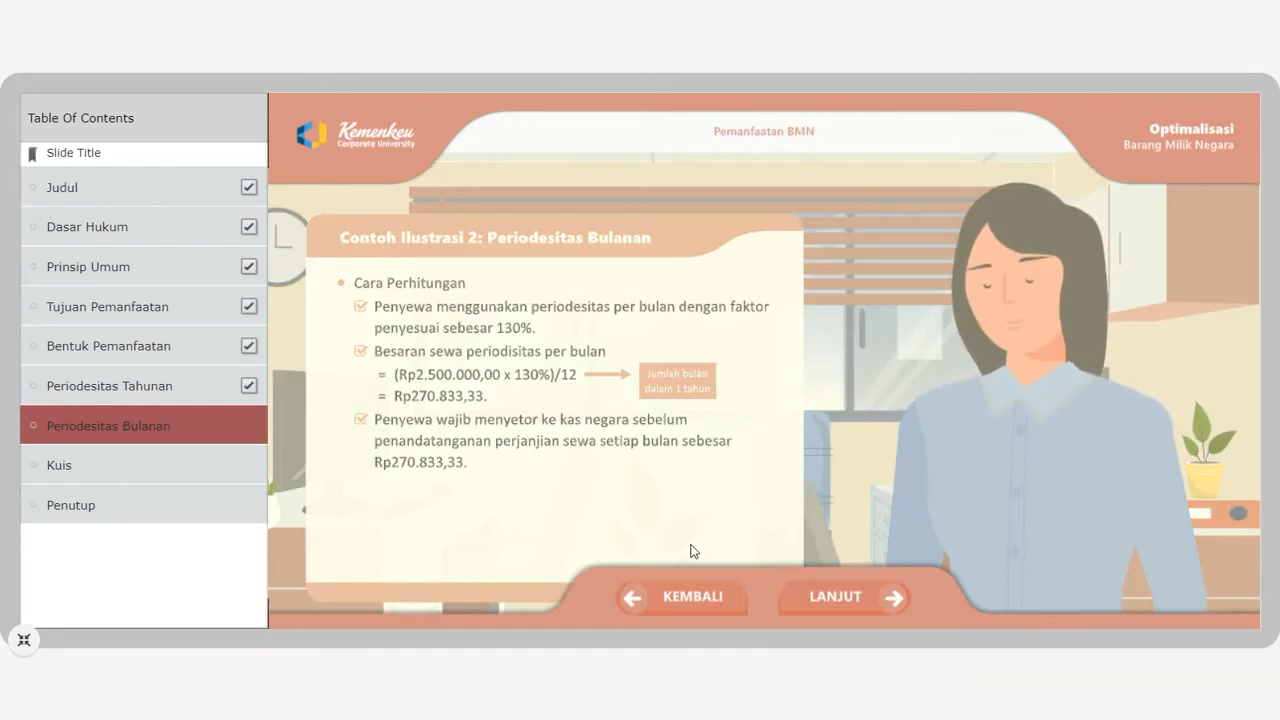 Table Of Contents
Slide Title
Judul
Dasar Hukum
Prinsip Umum
Tujuan Pemanfaatan
Bentuk Pemanfaatan
Periodesitas Tahunan
Periodesitas Bulanan
Kuis
Penutup
Kemenkeu
Corporate University
Pemanfaatan BMN
Optimalisasi
Barang Milik Negara
Contoh Ilustrasi 2: Periodesitas Bulanan
Cara Perhitungan
Penyewa menggunakan periodesitas per bulan dengan faktor
penyesuai sebesar 130%.
Besaran sewa periodisitas per bulan
= (Rp2.500.000,00 x 130%)/12
Jumlah bulan
dalam 1 tahun
= Rp270.833,33.
Penyewa wajib menyetor ke kas negara sebelum
penandatanganan perjanjian sewa setiap bulan sebesar
Rp270.833,33.
KEMBALI
LANJUT